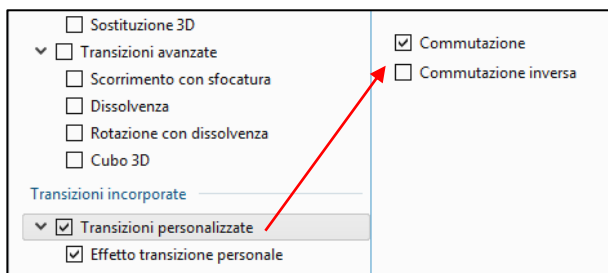 Sostituzione 3D
Transizioni avanzate
Scorrimento con sfocatura
Dissolvenza
Rotazione con dissolvenza
Cubo 3D
Transizioni incorporate
Transizioni personalizzate
Effetto transizione personale
Commutazione
Commutazione inversa